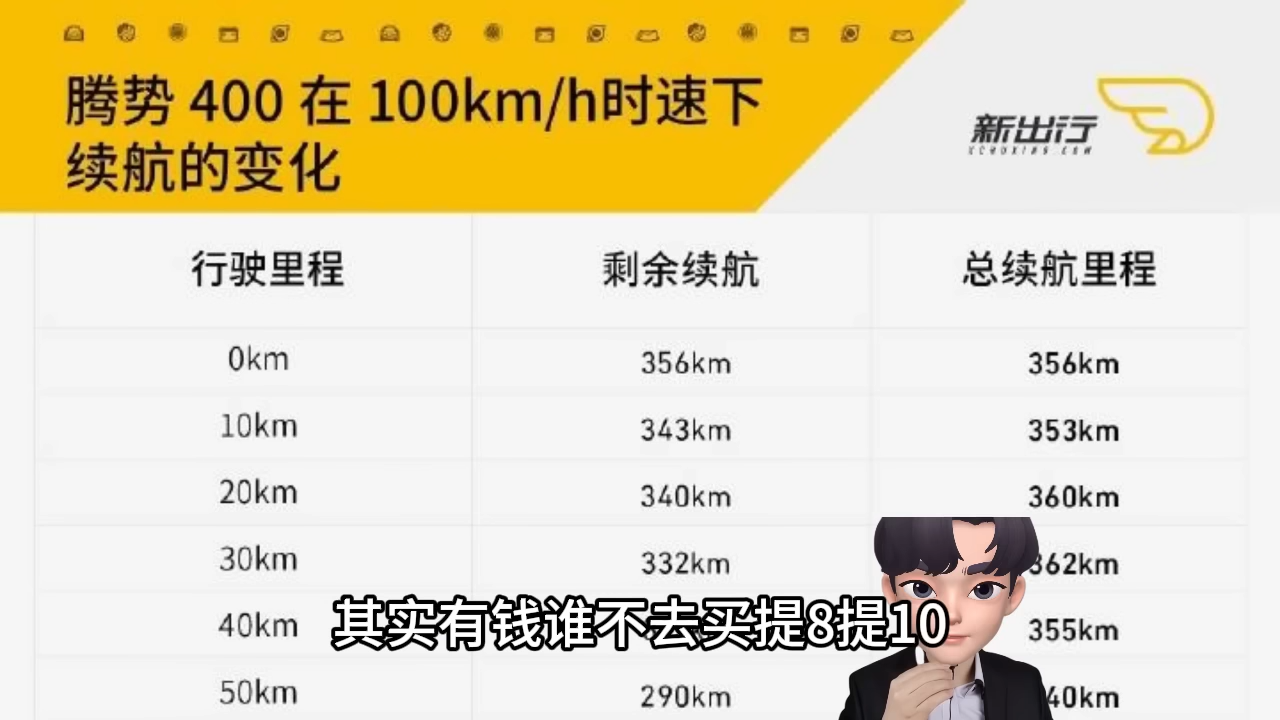 腾势 400 在 100km/h时速下
续航的变化
新出行
行驶里程 剩余续航 总续航里程
0km 356km 356km
10km 343km 353km
20km 340km 360km
30km 332km 362km
40km 355km
其实有钱谁不去买提8提10
50km 290km 40km